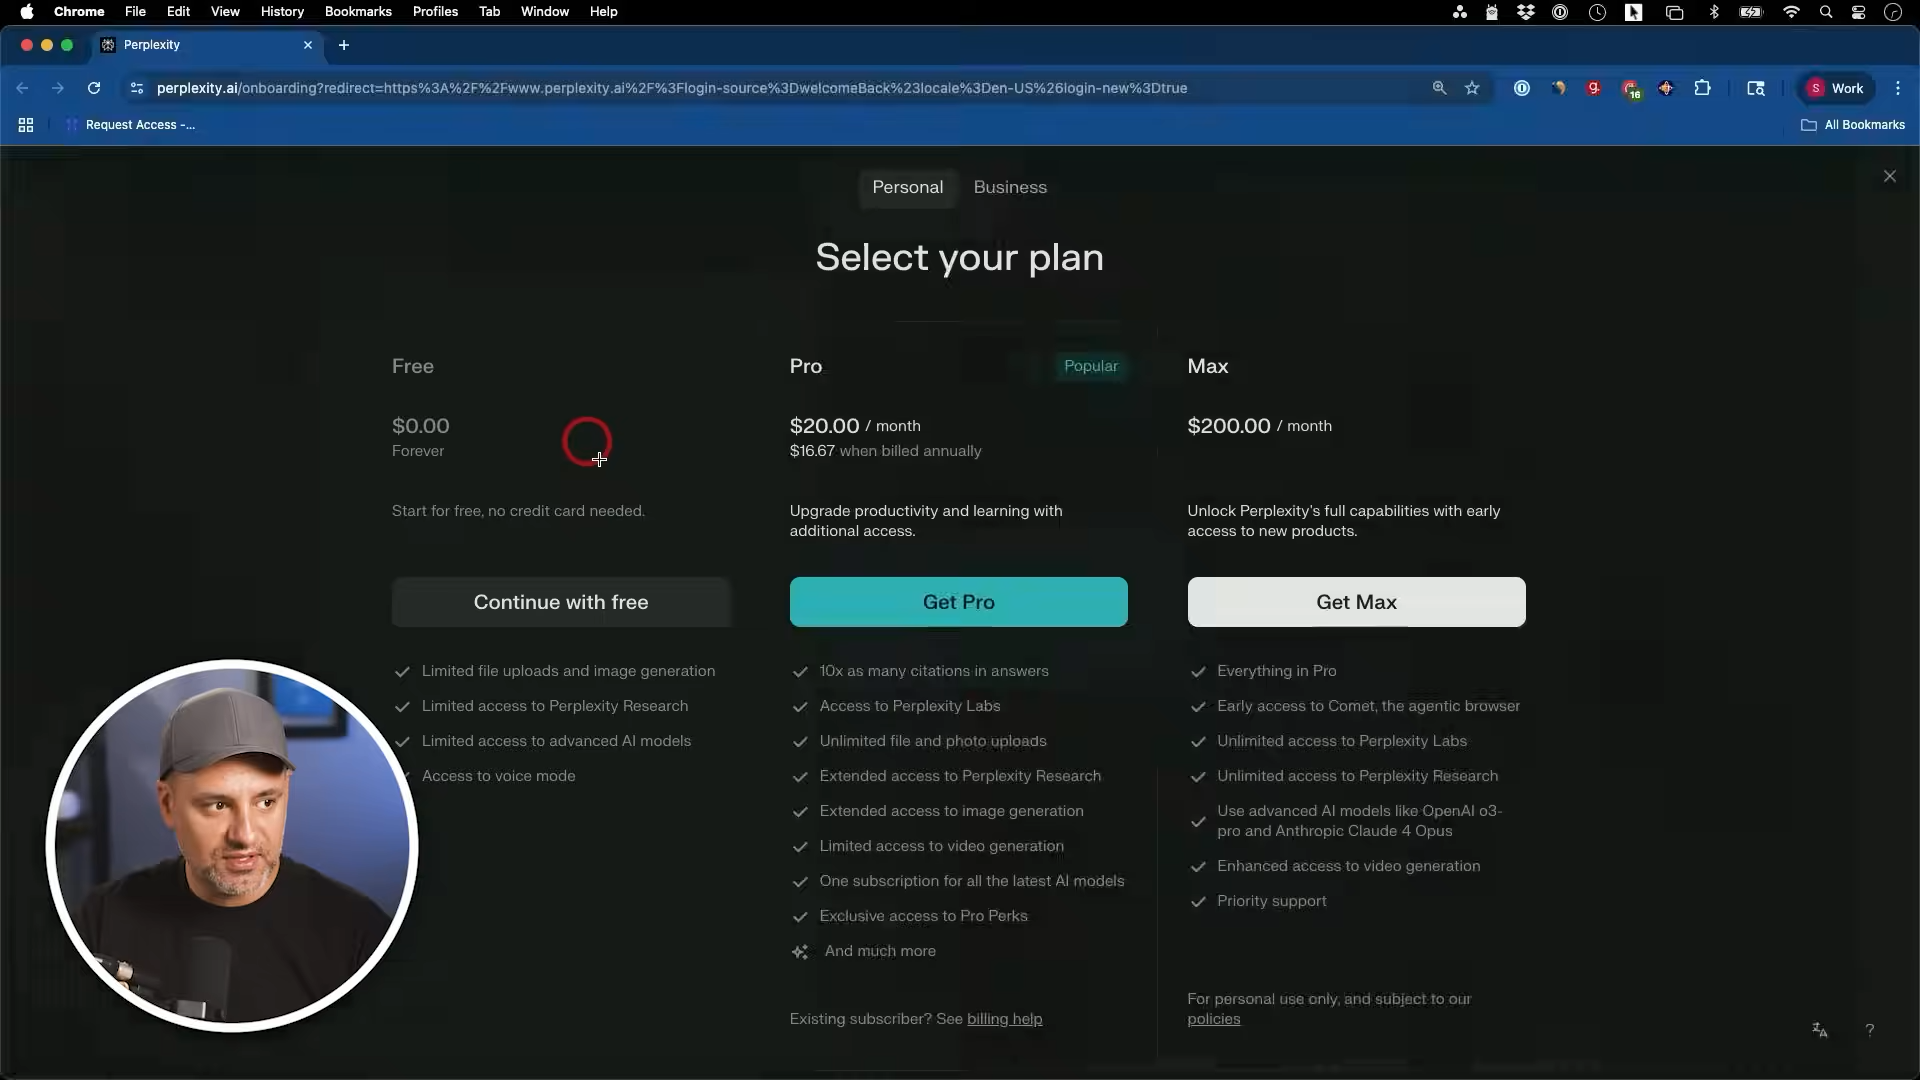 Chrome File Edit View History Bookmarks Profiles Tab Window Help
Perplexity
perplexity.ai/onboarding?redirect=https%3A%2F%2Fwww.perplexity.ai%2F%3Flogin-source%3DwelcomeBack%23locale%3Den-US%26login-new%3Dtrue
g.
16
S Work
Request Access -...
All Bookmarks
Personal Business
Select your plan
Free
$0.00
Forever
Start for free, no credit card needed.
Continue with free
Limited file uploads and image generation
Limited access to Perplexity Research
Limited access to advanced AI models
Access to voice mode
Pro
Popular
$20.00 / month
$16.67 when billed annually
Upgrade productivity and learning with
additional access.
Get Pro
10x as many citations in answers
Access to Perplexity Labs
Unlimited file and photo uploads
Extended access to Perplexity Research
Extended access to image generation
Limited access to video generation
One subscription for all the latest AI models
Exclusive access to Pro Perks
And much more
Existing subscriber? See billing help
Max
$200.00 / month
Unlock Perplexity's full capabilities with early
access to new products.
Get Max
Everything in Pro
Early access to Comet, the agentic browser
Unlimited access to Perplexity Labs
Unlimited access to Perplexity Research
Use advanced AI models like OpenAI o3-
pro and Anthropic Claude 4 Opus
Enhanced access to video generation
Priority support
For personal use only, and subject to our
policies
?